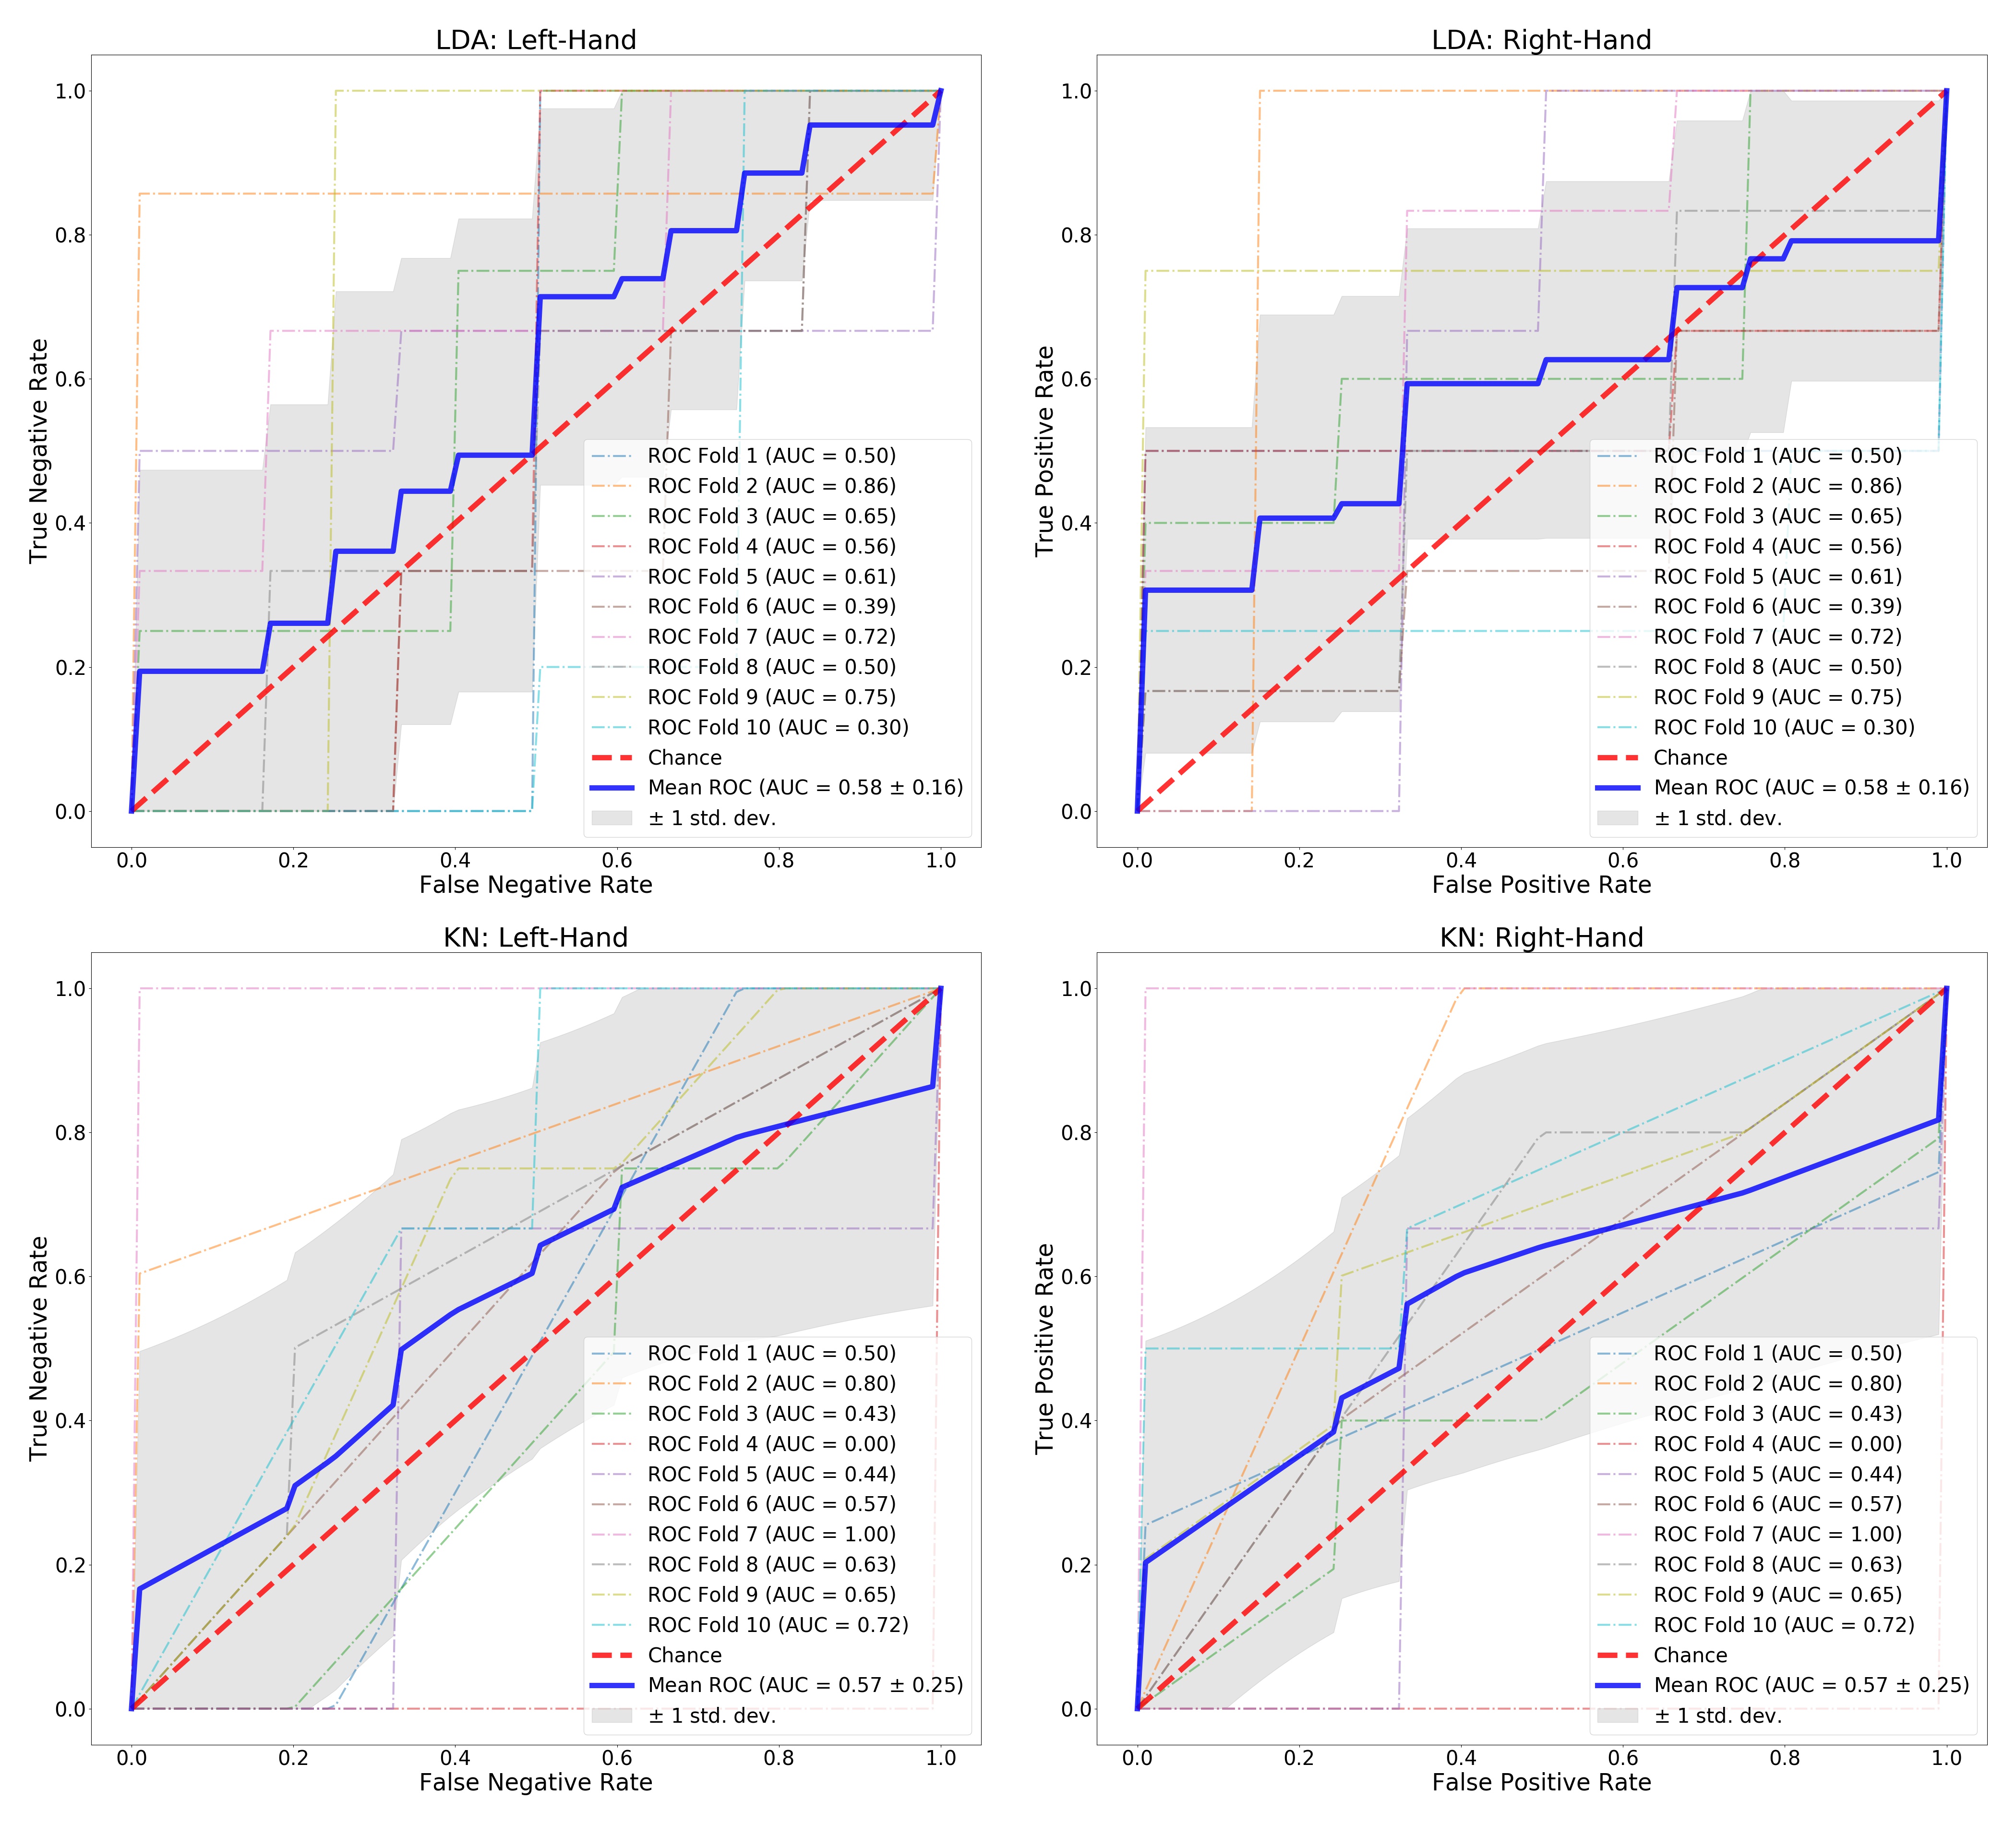 LDA: Left-Hand
True Negative Rate
1.0
0.8
0.6
0.4
0.2
0.0
ROC Fold 1 (AUC = 0.50)
ROC Fold 2 (AUC = 0.86)
ROC Fold 3 (AUC = 0.65)
ROC Fold 4 (AUC = 0.56)
ROC Fold 5 (AUC = 0.61)
ROC Fold 6 (AUC = 0.39)
ROC Fold 7 (AUC = 0.72)
ROC Fold 8 (AUC = 0.50)
ROC Fold 9 (AUC = 0.75)
ROC Fold 10 (AUC = 0.30)
Chance
Mean ROC (AUC = 0.58 ± 0.16)
± 1 std. dev.
0.0 0.2 0.4 0.6 0.8 1.0
False Negative Rate
LDA: Right-Hand
True Positive Rate
1.0
0.8
0.6
0.4
0.2
0.0
ROC Fold 1 (AUC = 0.50)
ROC Fold 2 (AUC = 0.86)
ROC Fold 3 (AUC = 0.65)
ROC Fold 4 (AUC = 0.56)
ROC Fold 5 (AUC = 0.61)
ROC Fold 6 (AUC = 0.39)
ROC Fold 7 (AUC = 0.72)
ROC Fold 8 (AUC = 0.50)
ROC Fold 9 (AUC = 0.75)
ROC Fold 10 (AUC = 0.30)
Chance
Mean ROC (AUC = 0.58 ± 0.16)
± 1 std. dev.
0.0 0.2 0.4 0.6 0.8 1.0
False Positive Rate
KN: Left-Hand
True Negative Rate
1.0
0.8
0.6
0.4
0.2
0.0
ROC Fold 1 (AUC = 0.50)
ROC Fold 2 (AUC = 0.80)
ROC Fold 3 (AUC = 0.43)
ROC Fold 4 (AUC = 0.00)
ROC Fold 5 (AUC = 0.44)
ROC Fold 6 (AUC = 0.57)
ROC Fold 7 (AUC = 1.00)
ROC Fold 8 (AUC = 0.63)
ROC Fold 9 (AUC = 0.65)
ROC Fold 10 (AUC = 0.72)
Chance
Mean ROC (AUC = 0.57 ± 0.25)
± 1 std. dev.
0.0 0.2 0.4 0.6 0.8 1.0
False Negative Rate
KN: Right-Hand
True Positive Rate
1.0
0.8
0.6
0.4
0.2
0.0
ROC Fold 1 (AUC = 0.50)
ROC Fold 2 (AUC = 0.80)
ROC Fold 3 (AUC = 0.43)
ROC Fold 4 (AUC = 0.00)
ROC Fold 5 (AUC = 0.44)
ROC Fold 6 (AUC = 0.57)
ROC Fold 7 (AUC = 1.00)
ROC Fold 8 (AUC = 0.63)
ROC Fold 9 (AUC = 0.65)
ROC Fold 10 (AUC = 0.72)
Chance
Mean ROC (AUC = 0.57 ± 0.25)
± 1 std. dev.
0.0 0.2 0.4 0.6 0.8 1.0
False Positive Rate